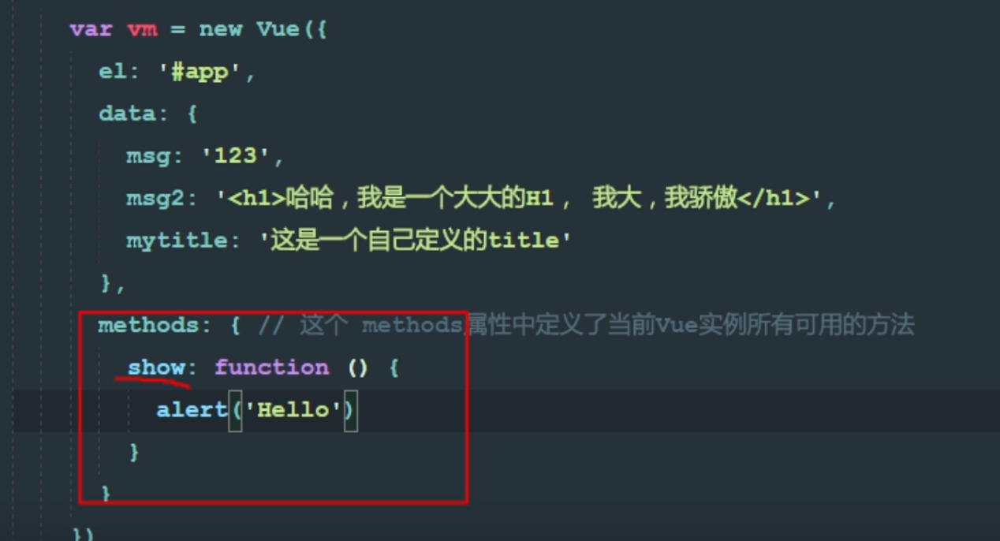 var vm = new Vue({
el: '#app',
data: {
msg: '123',
msg2: '<h1>哈哈，我是一个大大的H1， 我大，我骄傲</h1>',
mytitle: '这是一个自己定义的title'
},
methods: { // 这个 methods属性中定义了当前Vue实例所有可用的方法
show: function () {
alert('Hello')
}
}
})